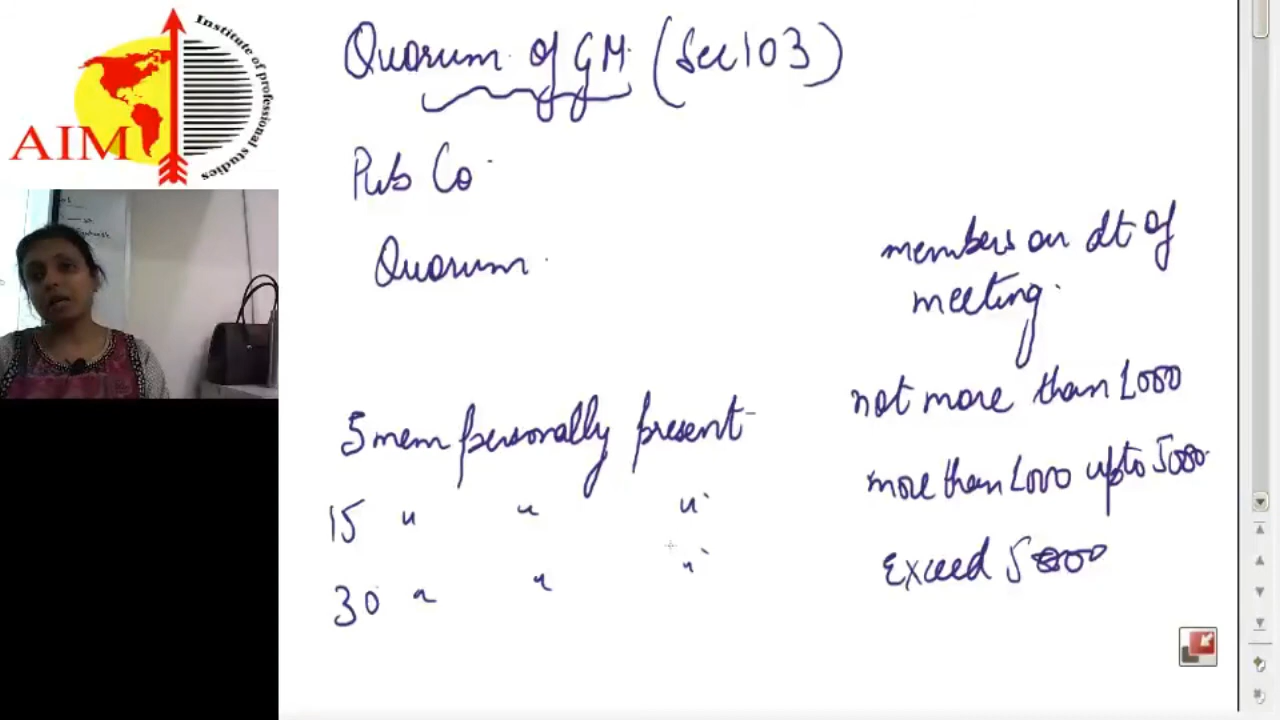 AIM
Institute of professional studies
Quorum of GM (Sec 103)
Pub Co
Quorum
members on dt of
meeting.
5 mem personally present
not more than 1000
15 " " "
more than 1000 upto 5000
30 " " "
Exceed 5000